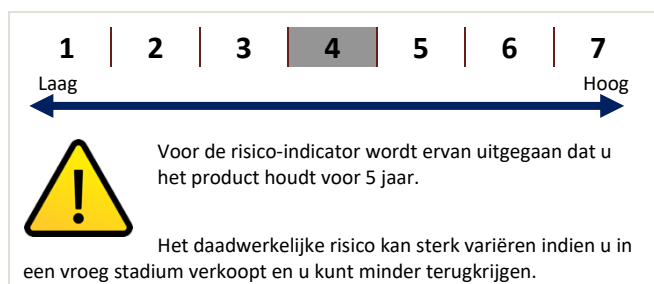 1 2 3 4 5 6 7
Laag Hoog
Voor de risico-indicator wordt ervan uitgegaan dat u
het product houdt voor 5 jaar.
Het daadwerkelijke risico kan sterk variëren indien u in
een vroeg stadium verkoopt en u kunt minder terugkrijgen.